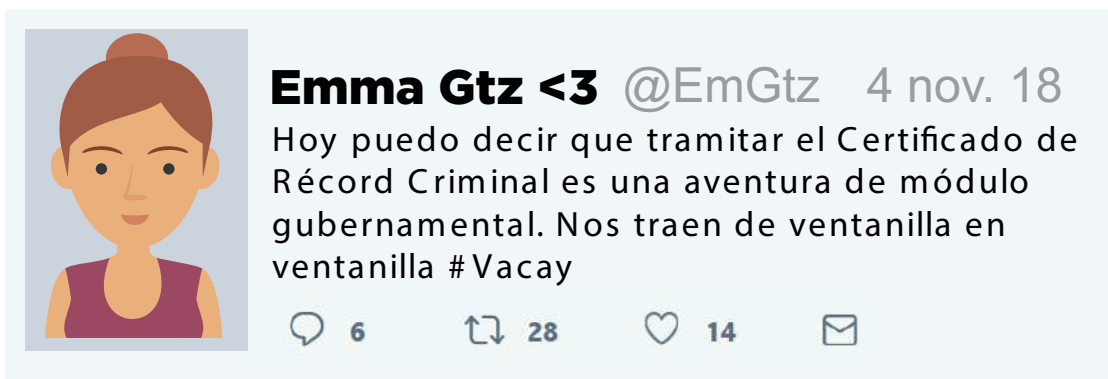 Emma Gtz <3 @EmGtz 4 nov. 18
Hoy puedo decir que tramitar el Certificado de
Récord Criminal es una aventura de módulo
gubernamental. Nos traen de ventanilla en
ventanilla #Vacay
6 28 14